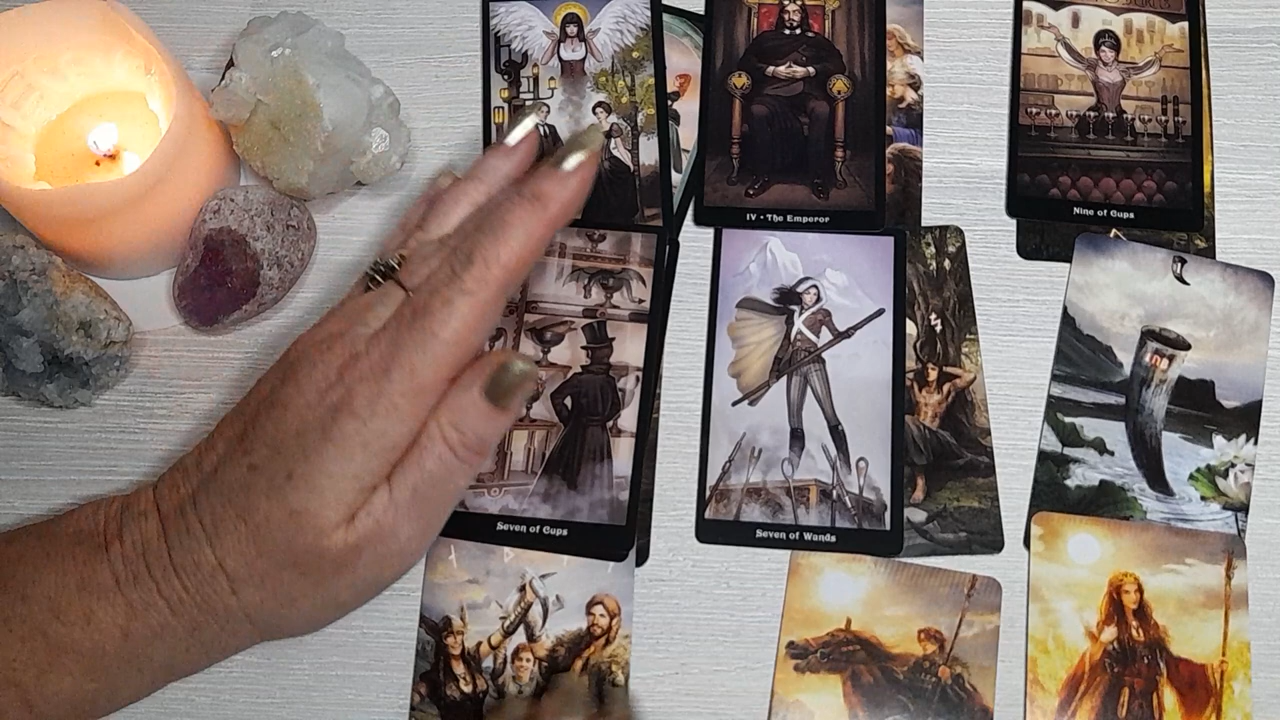 IV • The Emperor
Nine of Cups
Seven of Cups
Seven of Wands